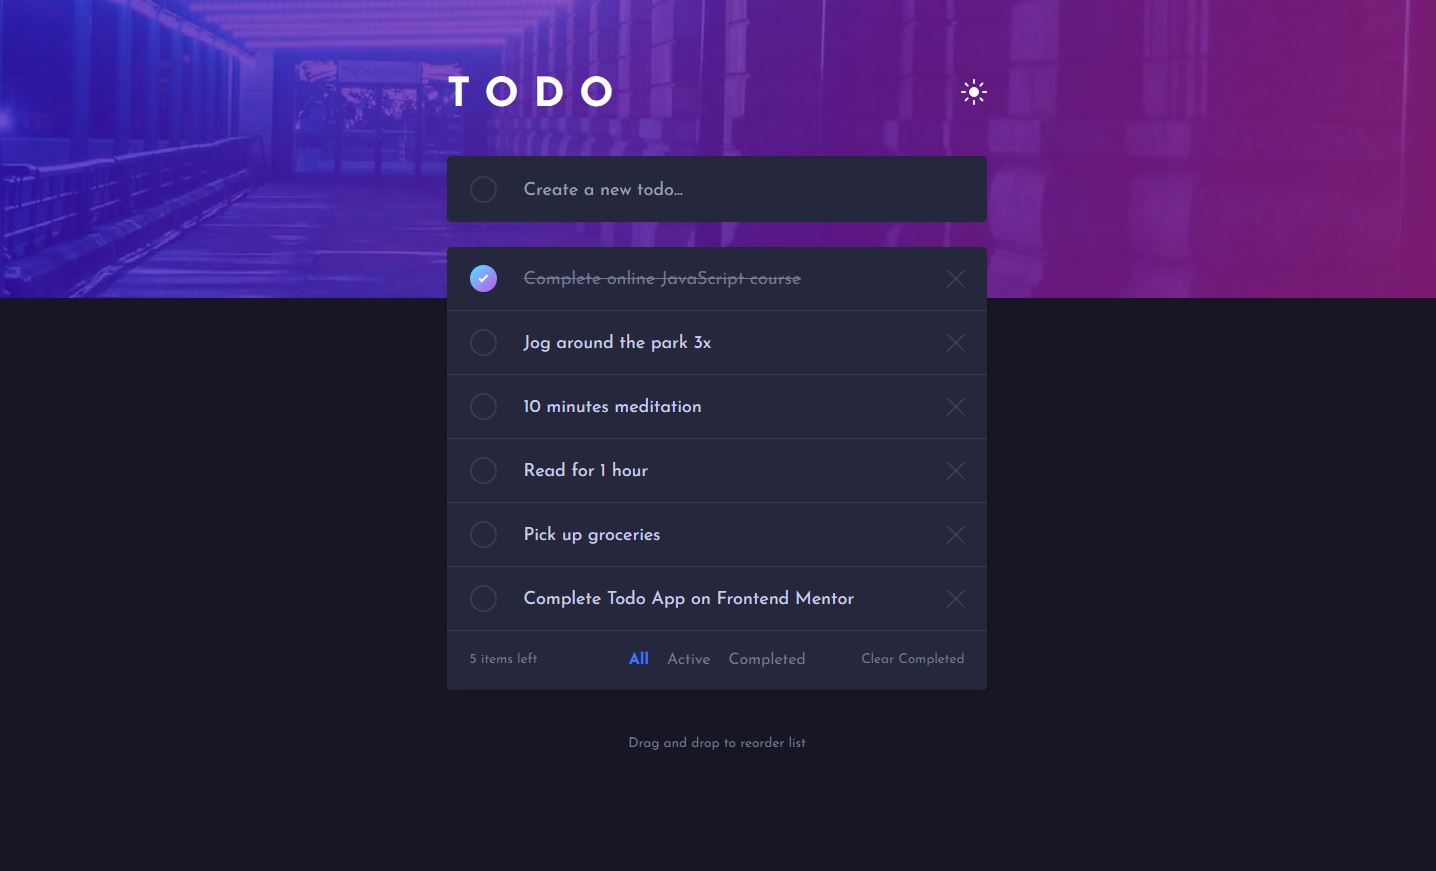 TODO
Create a new todo...
Complete online JavaScript course
Jog around the park 3x
10 minutes meditation
Read for 1 hour
Pick up groceries
Complete Todo App on Frontend Mentor
5 items left All Active Completed Clear Completed
Drag and drop to reorder list